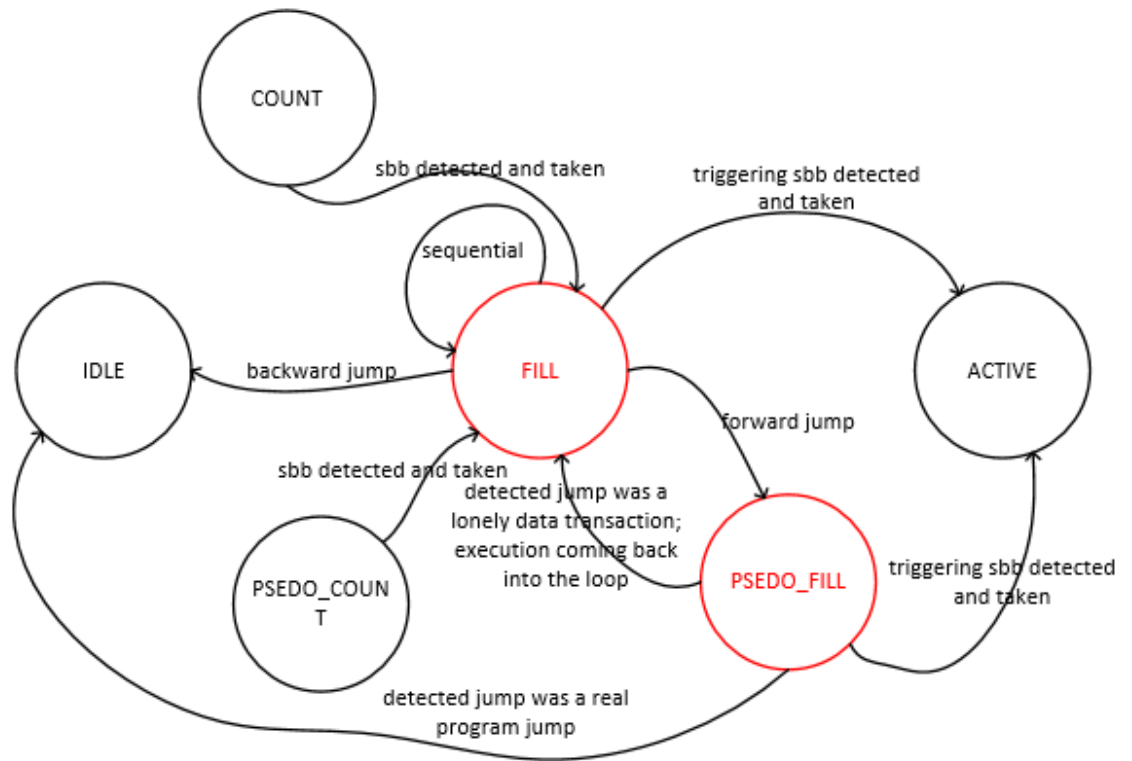 COUNT
sbb detected and taken
triggering sbb detected
and taken
sequential
IDLE
backward jump
FILL
ACTIVE
forward jump
sbb detected and taken
detected jump was a
lonely data transaction;
execution coming back
into the loop
PSEDO_COUN
T
PSEDO_FILL
triggering sbb detected
and taken
detected jump was a real
program jump